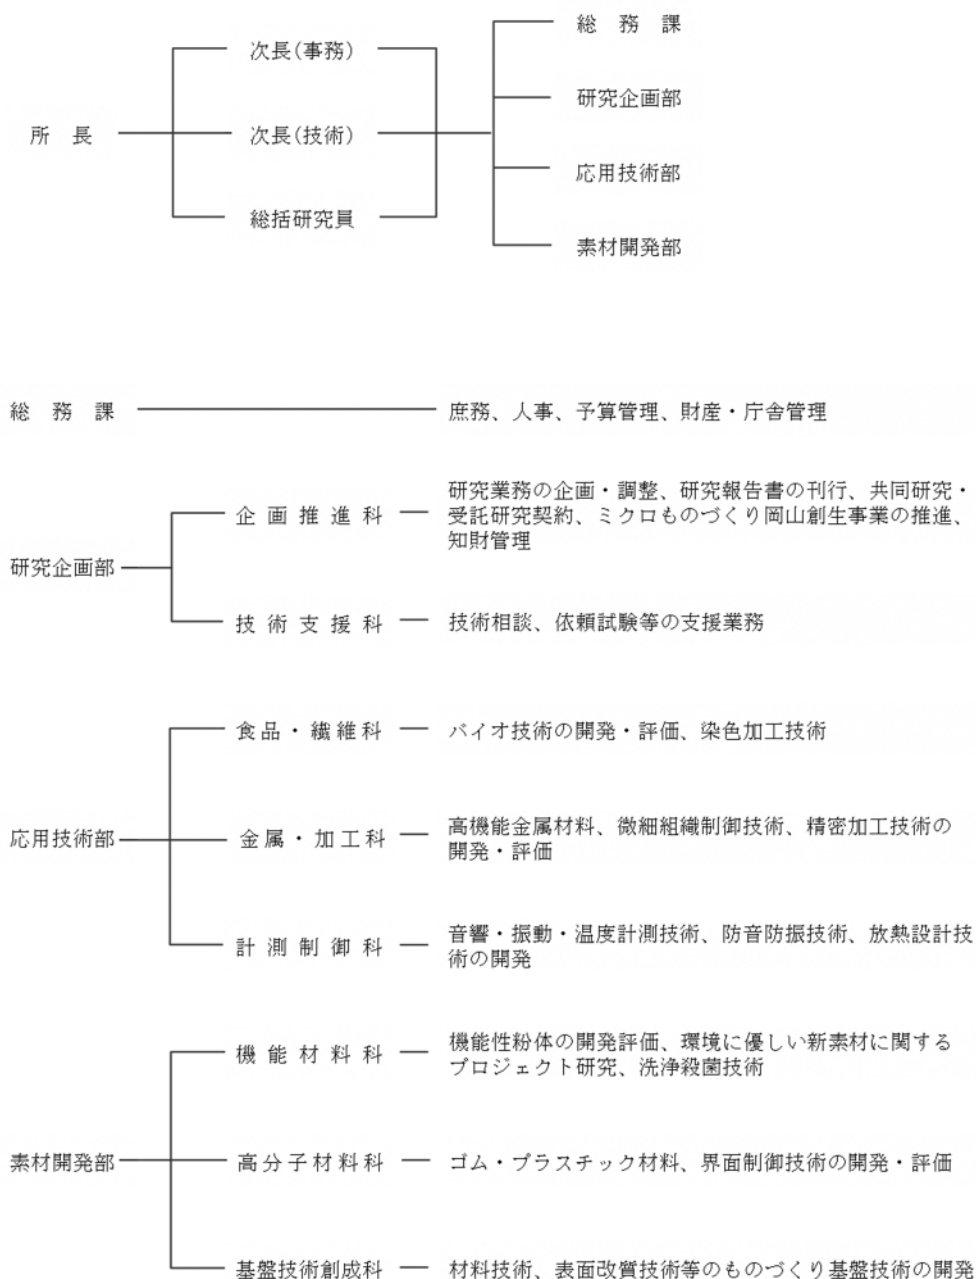 総務課
次長(事務)
研究企画部
所長
次長(技術)
応用技術部
総括研究員
素材開発部
総務課
庶務、人事、予算管理、財産・庁舎管理
研究企画部
企画推進科
研究業務の企画・調整、研究報告書の刊行、共同研究・
受託研究契約、ミクロものづくり岡山創生事業の推進、
知財管理
技術支援科
技術相談、依頼試験等の支援業務
応用技術部
食品・繊維科
バイオ技術の開発・評価、染色加工技術
金属・加工科
高機能金属材料、微細組織制御技術、精密加工技術の
開発・評価
計測制御科
音響・振動・温度計測技術、防音防振技術、放熱設計技
術の開発
素材開発部
機能材料科
機能性粉体の開発評価、環境に優しい新素材に関する
プロジェクト研究、洗浄殺菌技術
高分子材料科
ゴム・プラスチック材料、界面制御技術の開発・評価
基盤技術創成科
材料技術、表面改質技術等のものづくり基盤技術の開発